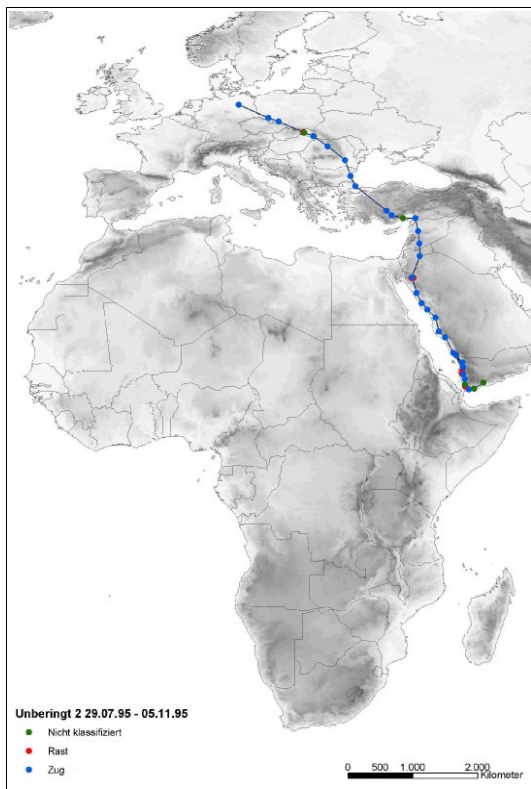 Unberingt 2 29.07.95 - 05.11.95
Nicht klassifiziert
Rast
Zug
0 500 1.000 2.000
Kilometer